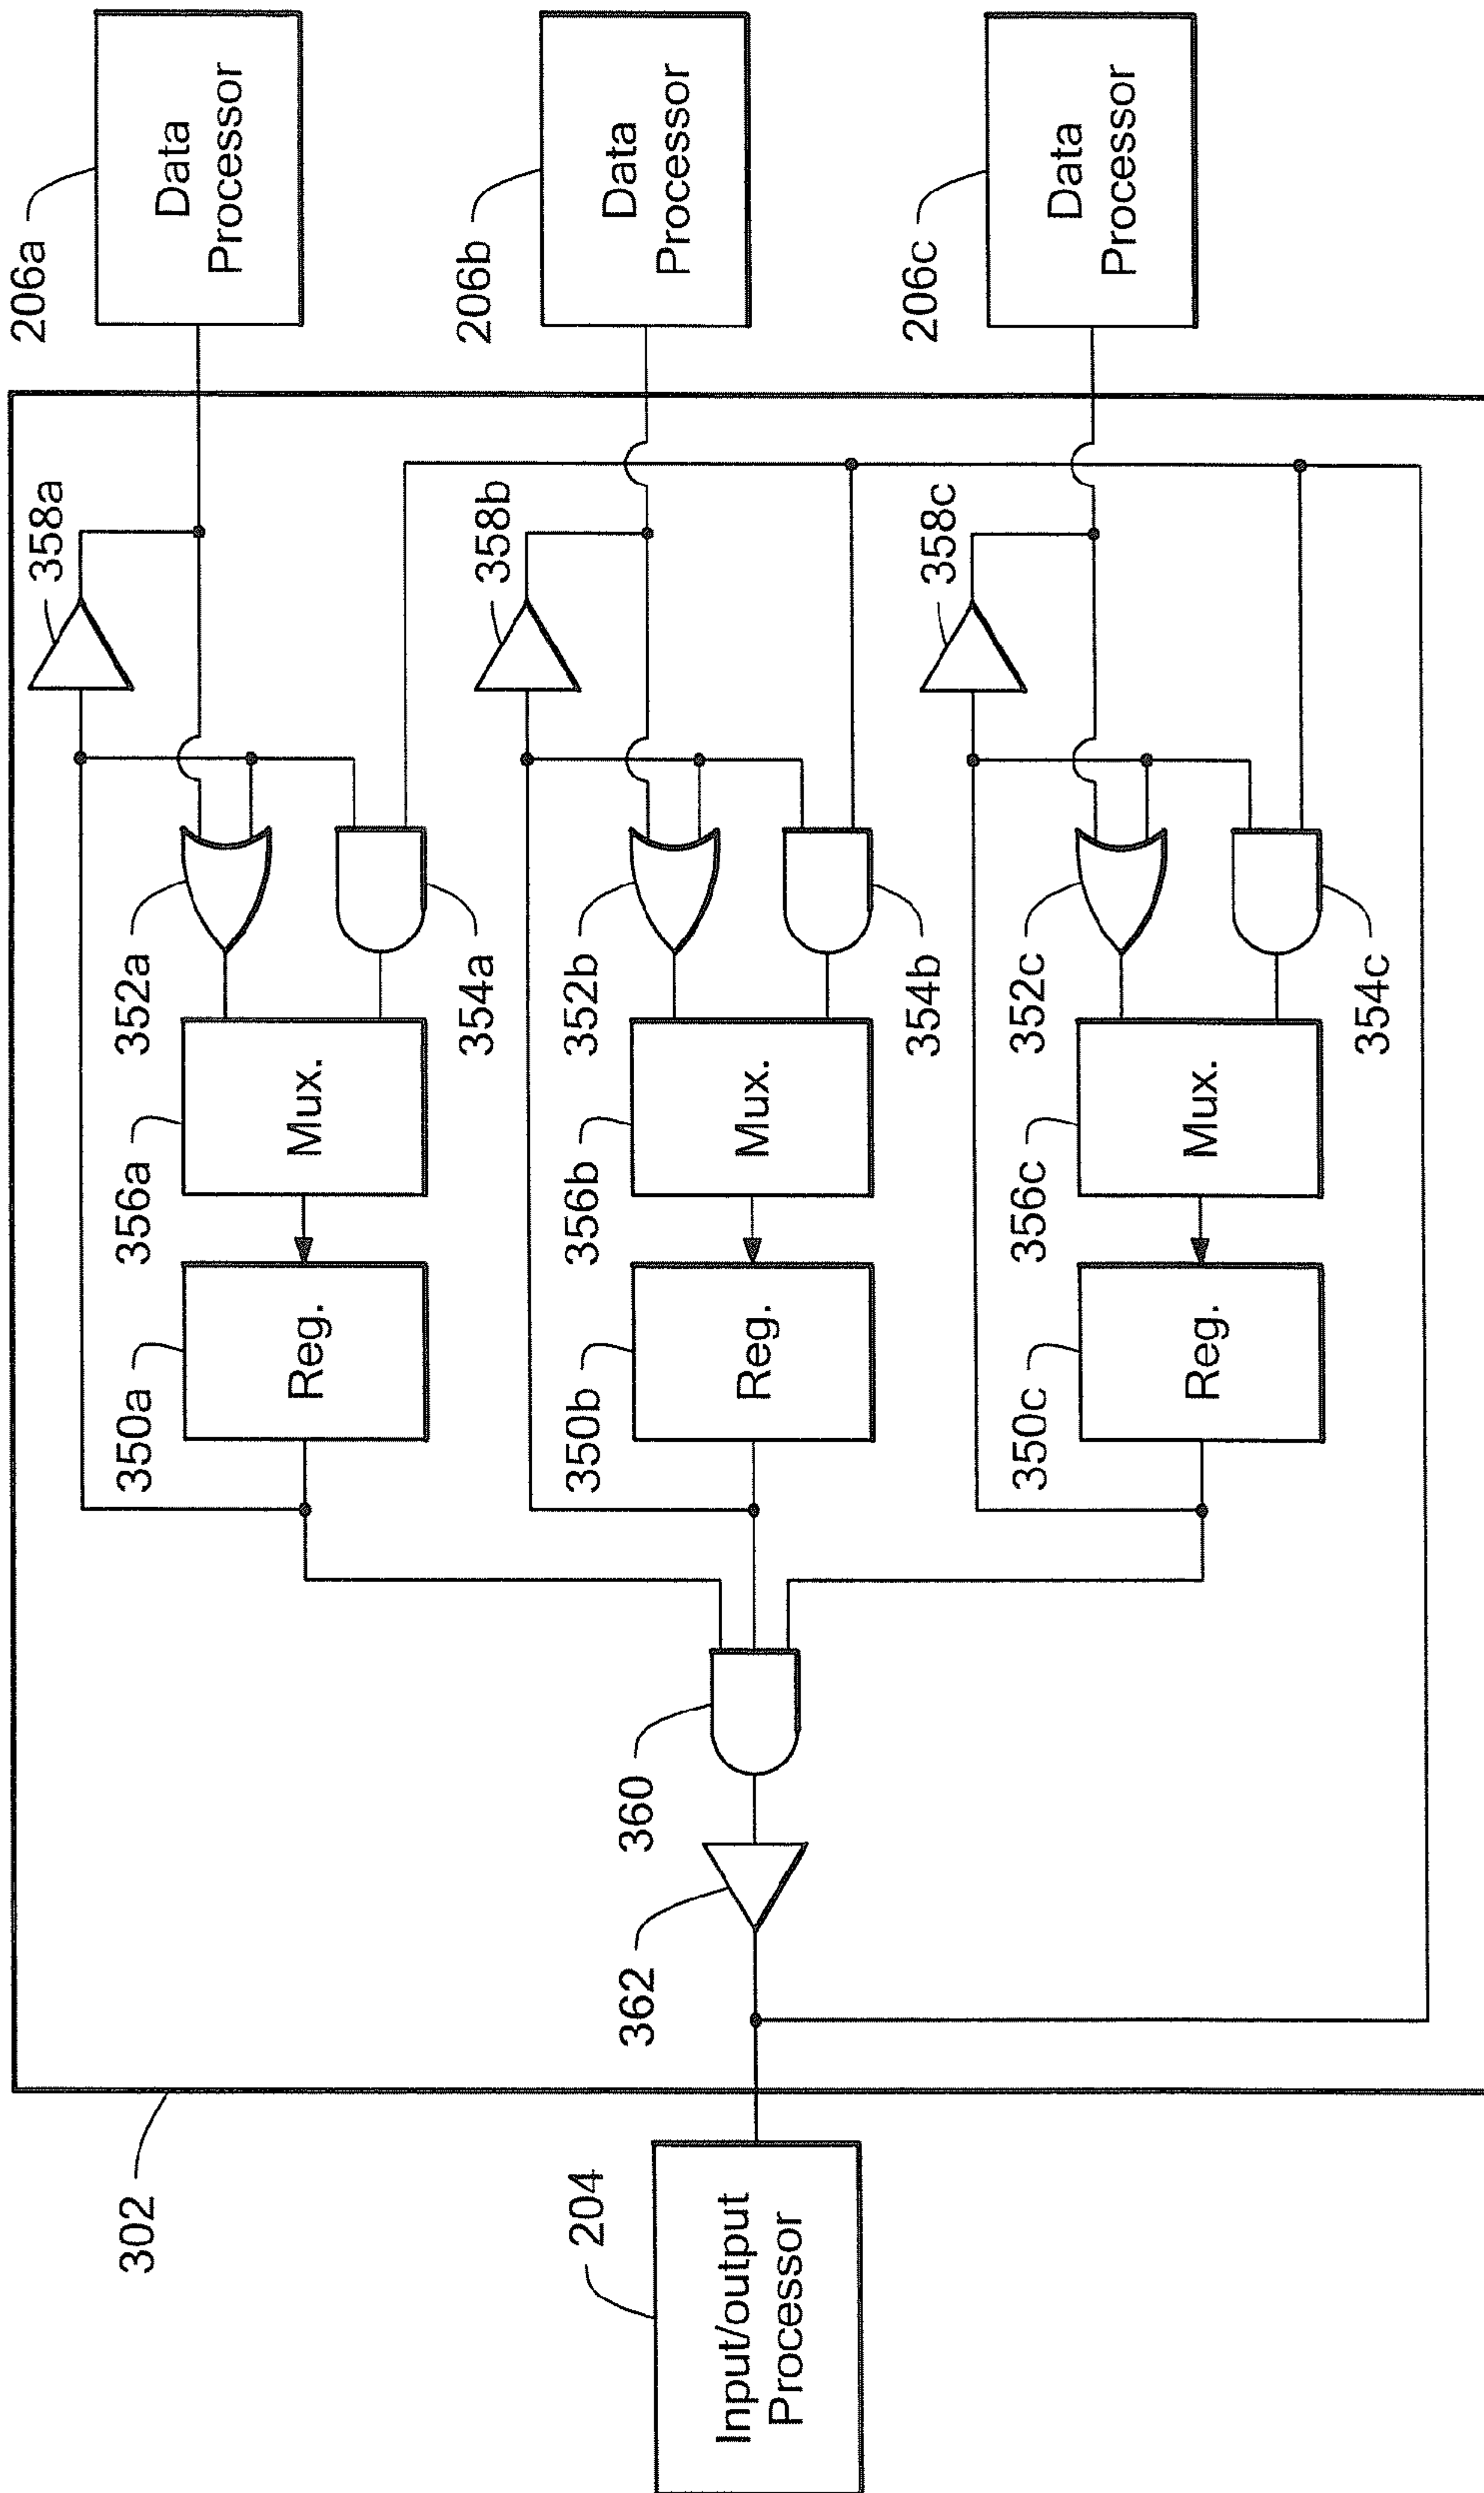 206a
Data
Processor
206b
Data
Processor
206c
Data
Processor
358a
358b
358c
352a
354a
352b
354b
352c
354c
356a
Mux.
356b
Mux.
356c
Mux.
350a
Reg.
350b
Reg.
350c
Reg.
360
362
302
204
Input/output
Processor